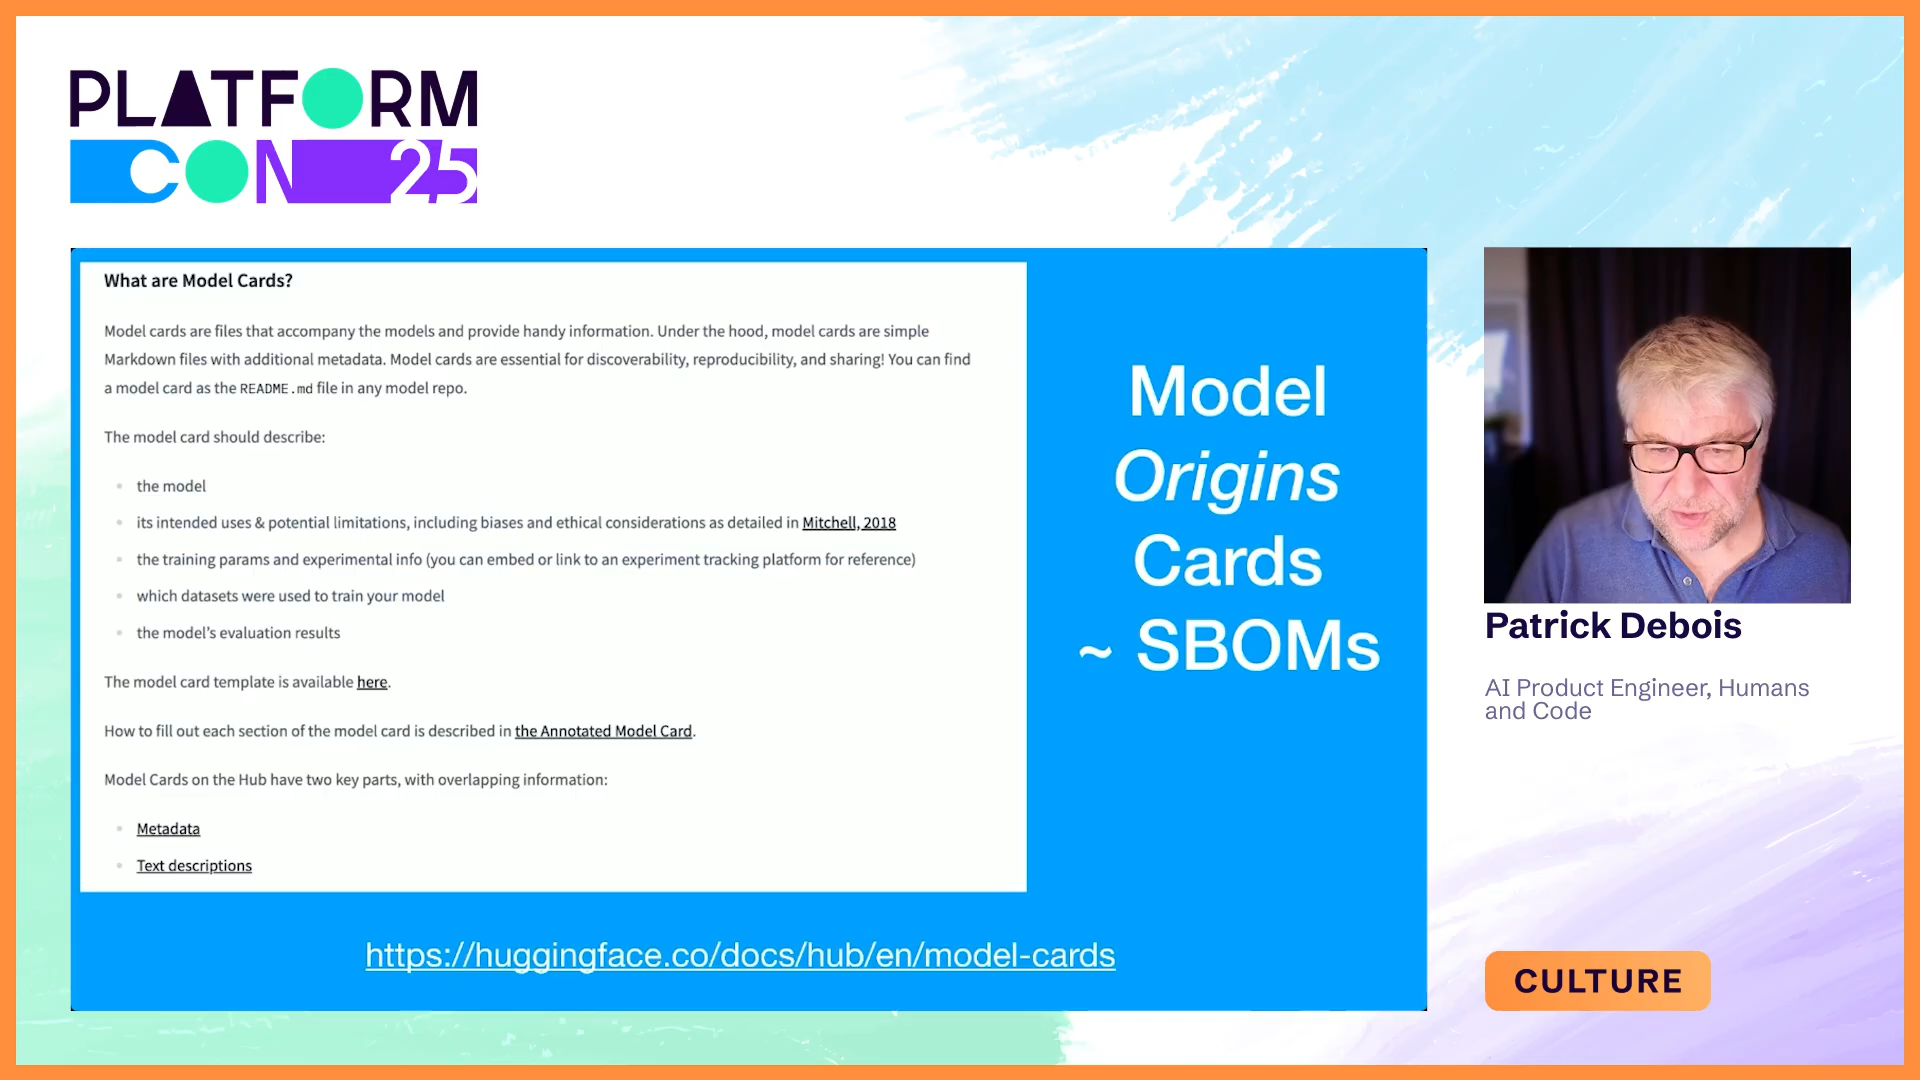 PLATFORM
CON 25
What are Model Cards?
Model cards are files that accompany the models and provide handy information. Under the hood, model cards are simple
Markdown files with additional metadata. Model cards are essential for discoverability, reproducibility, and sharing! You can find
a model card as the README.md file in any model repo.
The model card should describe:
the model
its intended uses & potential limitations, including biases and ethical considerations as detailed in Mitchell, 2018
the training params and experimental info (you can embed or link to an experiment tracking platform for reference)
which datasets were used to train your model
the model's evaluation results
The model card template is available here.
How to fill out each section of the model card is described in the Annotated Model Card.
Model Cards on the Hub have two key parts, with overlapping information:
Metadata
Text descriptions
Model
Origins
Cards
~ SBOMs
https://huggingface.co/docs/hub/en/model-cards
Patrick Debois
AI Product Engineer, Humans
and Code
CULTURE